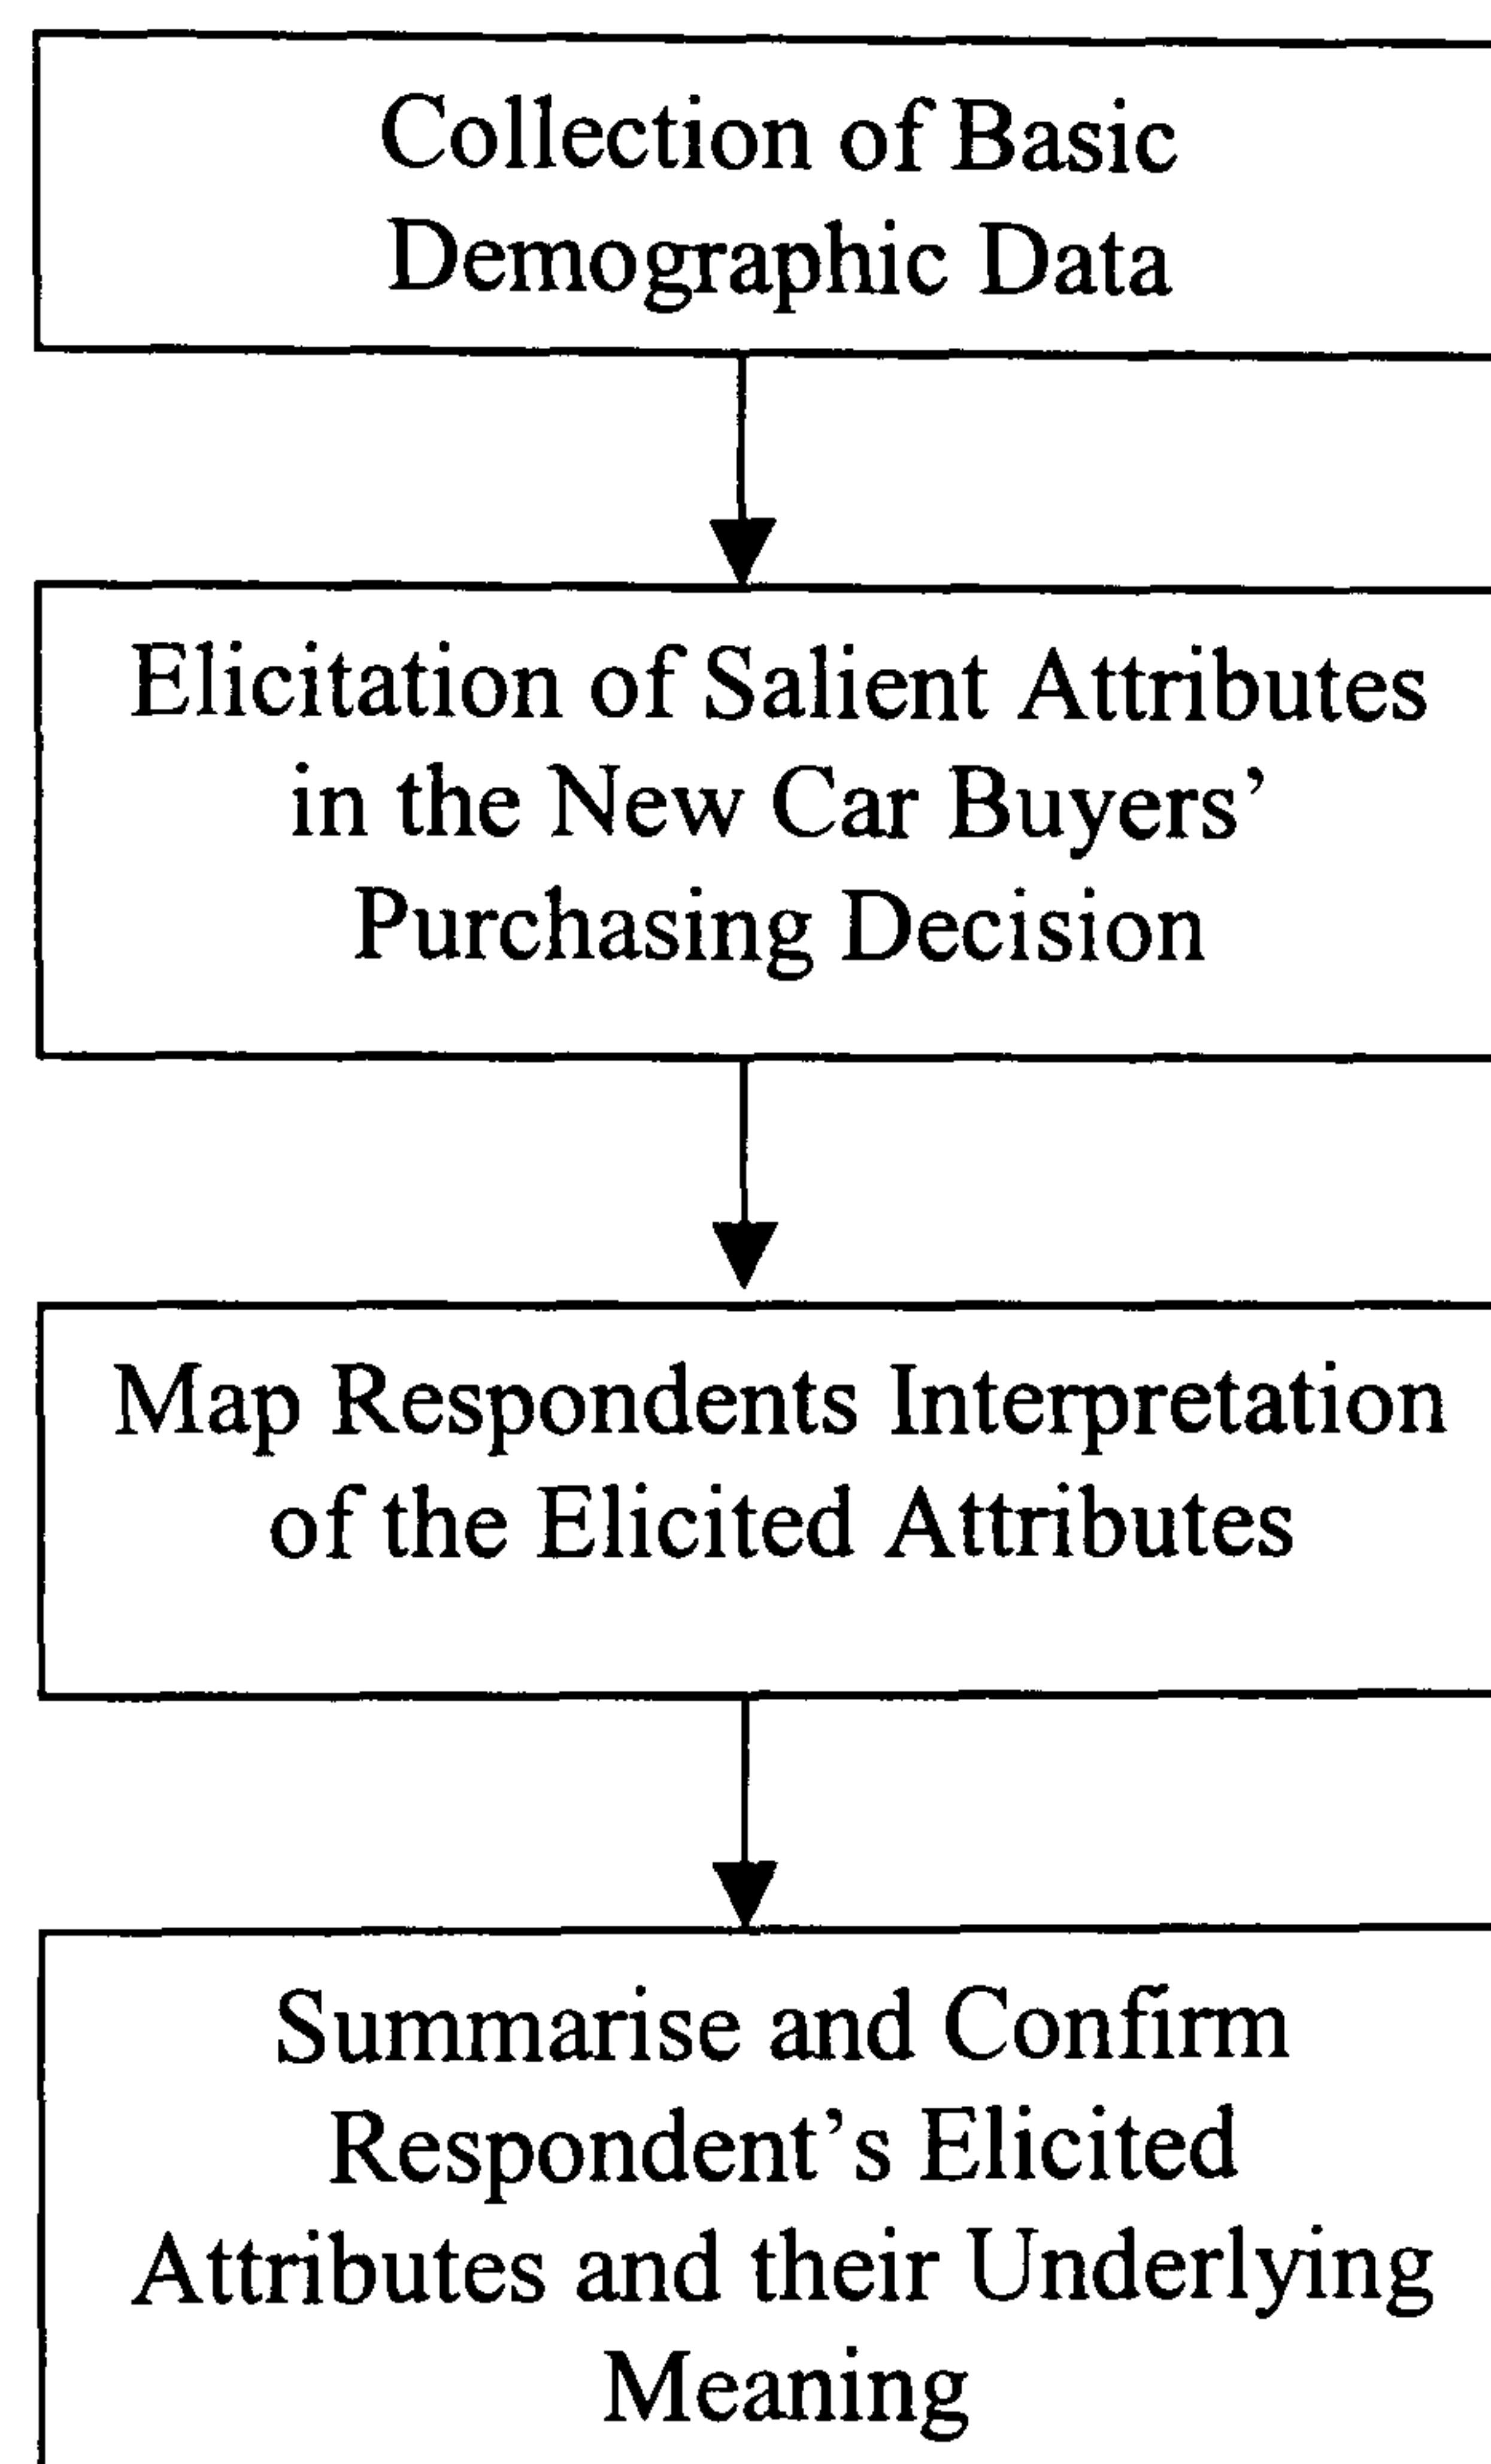 Collection of Basic
Demographic Data
Elicitation of Salient Attributes
in the New Car Buyers’
Purchasing Decision
Map Respondents Interpretation
of the Elicited Attributes
Summarise and Confirm
Respondent’s Elicited
Attributes and their Underlying
Meaning